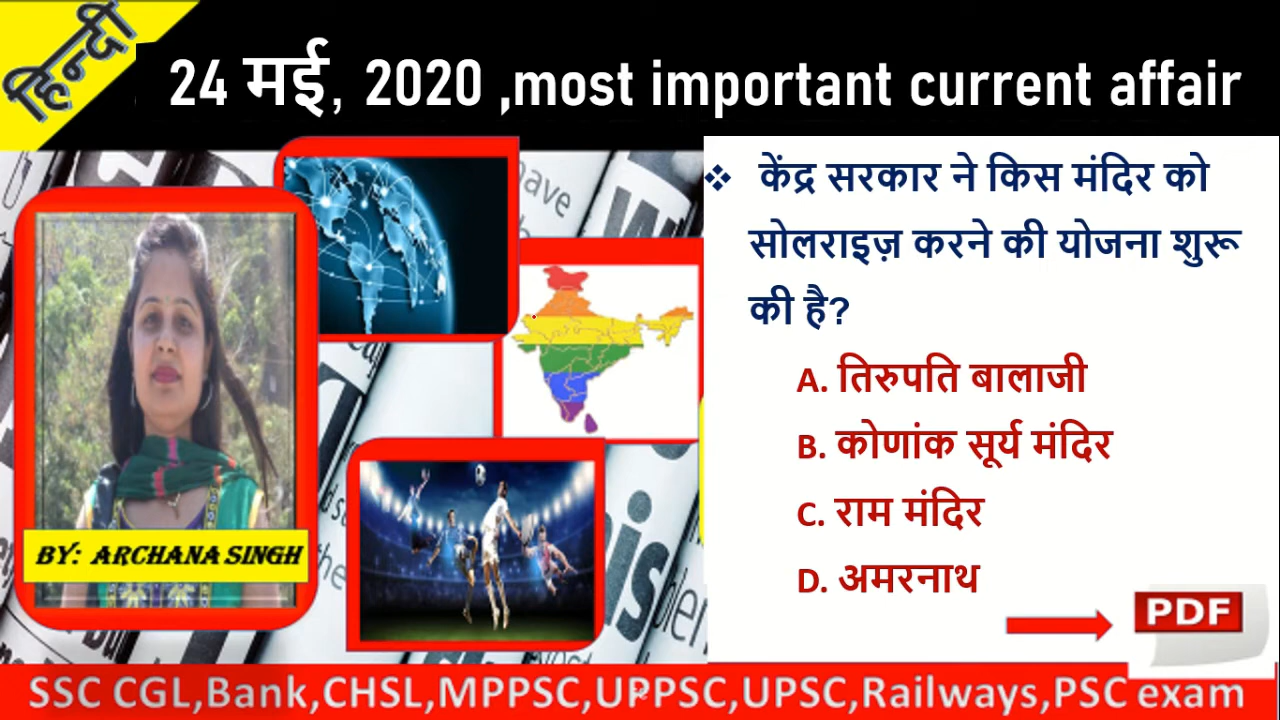 हिन्दी
24 मई, 2020 ,most important current affair
❖ केंद्र सरकार ने किस मंदिर को
सोलराइज़ करने की योजना शुरू
की है?
A. तिरुपति बालाजी
B. कोणांक सूर्य मंदिर
C. राम मंदिर
D. अमरनाथ
BY: ARCHANA SINGH
PDF
SSC CGL,Bank,CHSL,MPPSC,UPPSC,UPSC,Railways,PSC exam